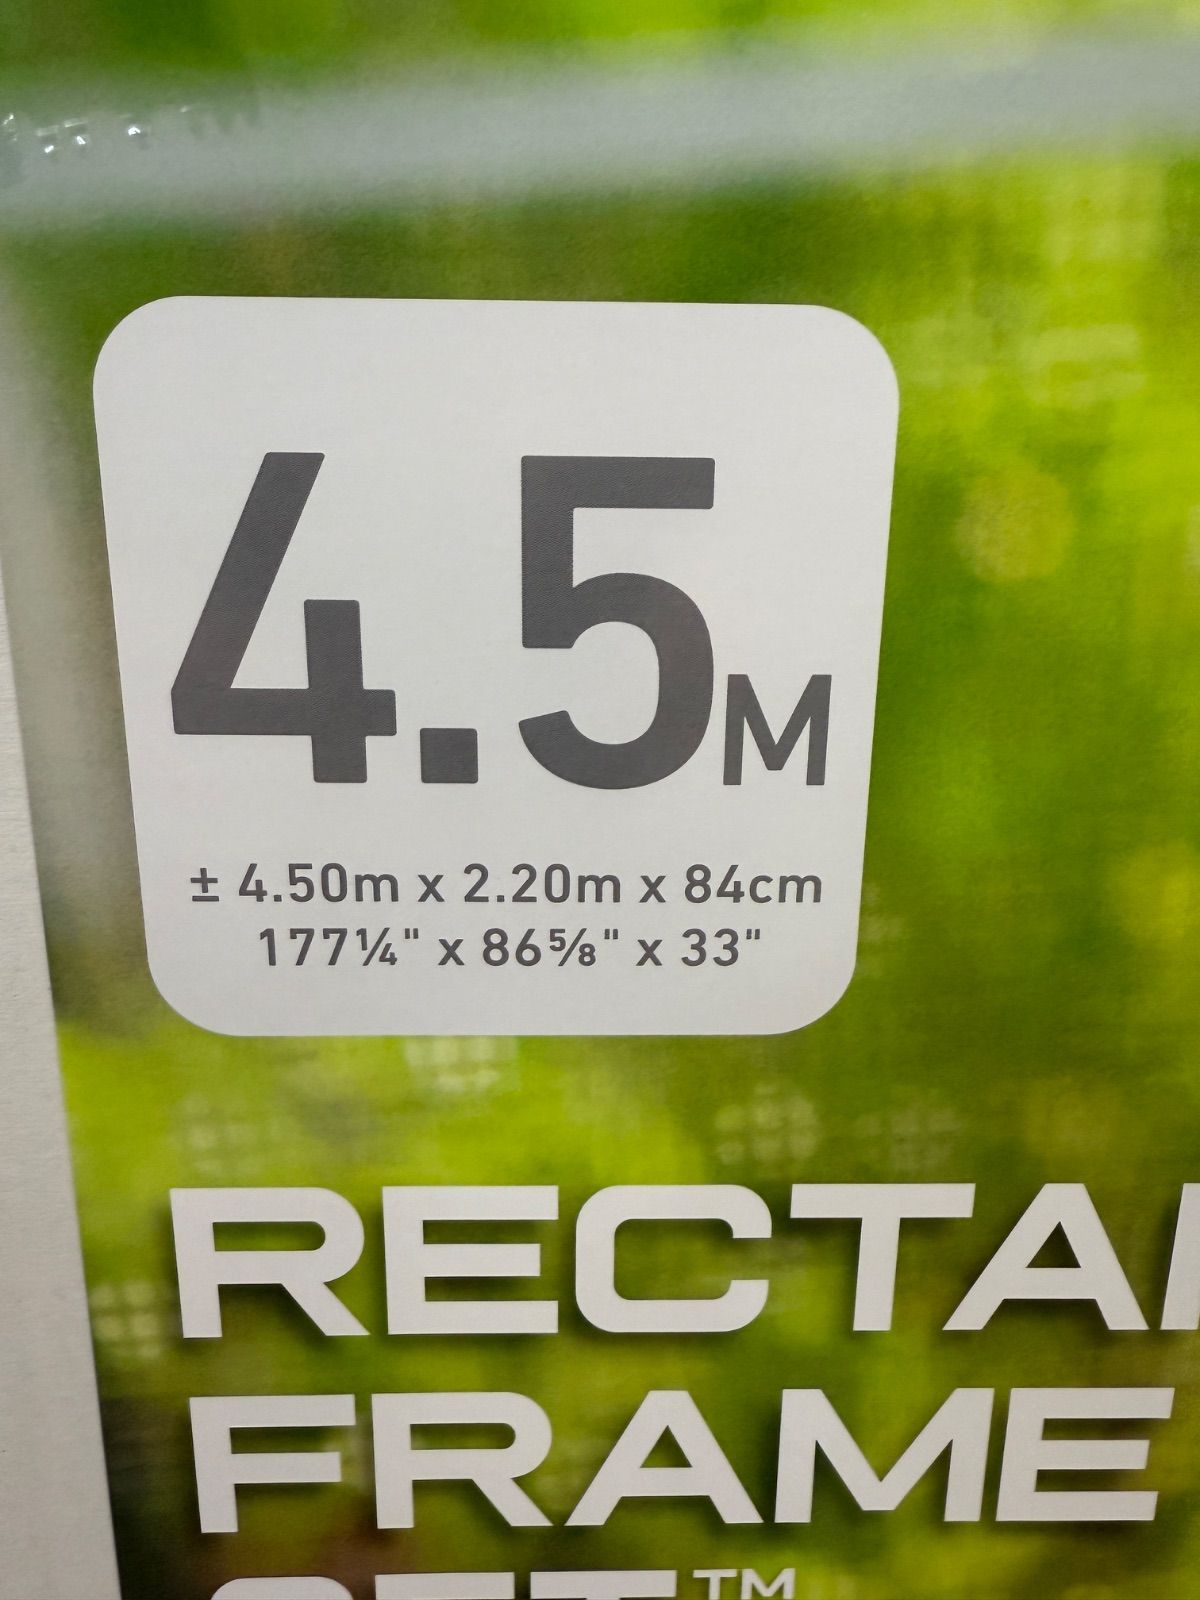 4.5M
± 4.50m x 2.20m x 84cm
177¼" x 86⅝" x 33"
FRAME